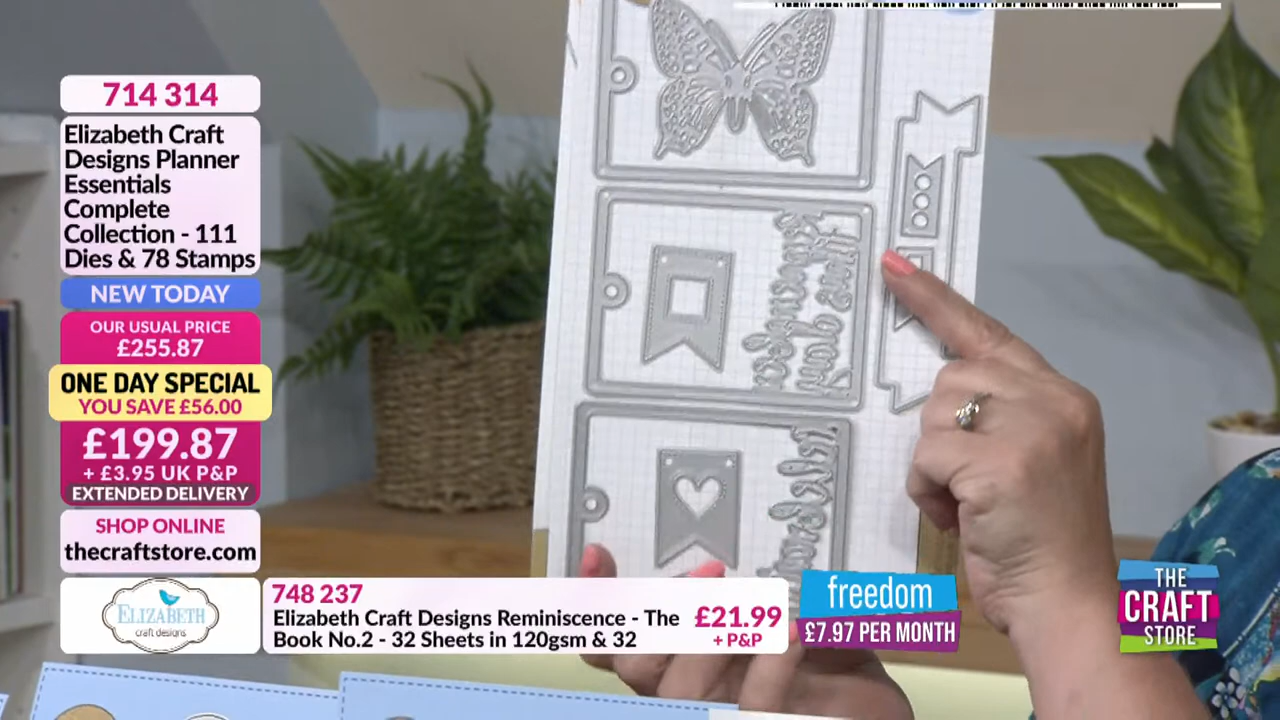 714 314
Elizabeth Craft
Designs Planner
Essentials
Complete
Collection - 111
Dies & 78 Stamps
NEW TODAY
OUR USUAL PRICE
£255.87
ONE DAY SPECIAL
YOU SAVE £56.00
£199.87
+ £3.95 UK P&P
EXTENDED DELIVERY
SHOP ONLINE
thecraftstore.com
ELIZABETH
craft designs
748 237
Elizabeth Craft Designs Reminiscence - The
Book No.2 - 32 Sheets in 120gsm & 32
£21.99
+ P&P
freedom
£7.97 PER MONTH
THE
CRAFT
STORE